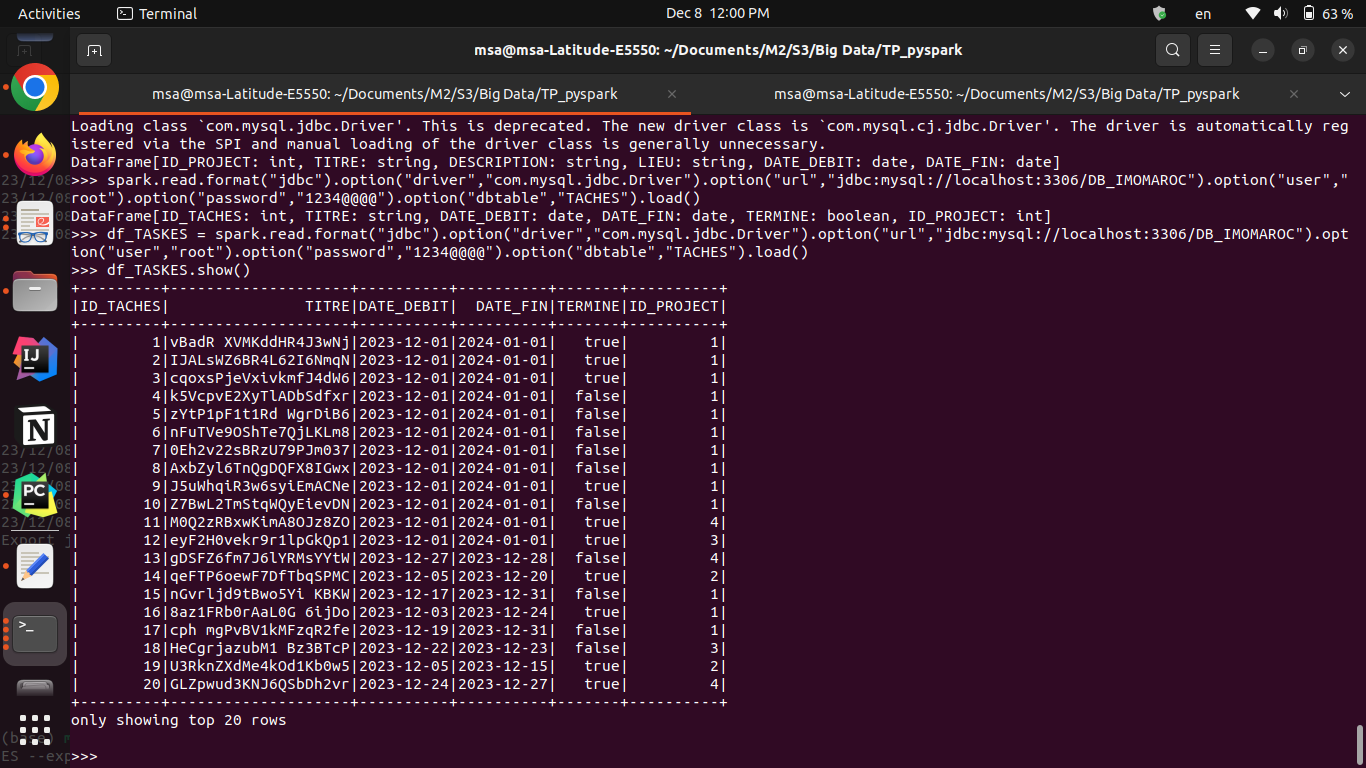 Activities
Terminal
Dec 8 12:00 PM
en
63 %
msa@msa-Latitude-E5550: ~/Documents/M2/S3/Big Data/TP_pyspark
msa@msa-Latitude-E5550: ~/Documents/M2/S3/Big Data/TP_pyspark
msa@msa-Latitude-E5550: ~/Documents/M2/S3/Big Data/TP_pyspark
Loading class `com.mysql.jdbc.Driver'. This is deprecated. The new driver class is `com.mysql.cj.jdbc.Driver'. The driver is automatically reg
istered via the SPI and manual loading of the driver class is generally unnecessary.
DataFrame[ID_PROJECT: int, TITRE: string, DESCRIPTION: string, LIEU: string, DATE_DEBIT: date, DATE_FIN: date]
>>> spark.read.format("jdbc").option("driver","com.mysql.jdbc.Driver").option("url","jdbc:mysql://localhost:3306/DB_IMOMAROC").option("user","
root").option("password","1234@@@@").option("dbtable","TACHES").load()
DataFrame[ID_TACHES: int, TITRE: string, DATE_DEBIT: date, DATE_FIN: date, TERMINE: boolean, ID_PROJECT: int]
>>> df_TASKES = spark.read.format("jdbc").option("driver","com.mysql.jdbc.Driver").option("url","jdbc:mysql://localhost:3306/DB_IMOMAROC").opt
ion("user","root").option("password","1234@@@@").option("dbtable","TACHES").load()
>>> df_TASKES.show()
+---------+--------------------+----------+----------+-------+----------+
|ID_TACHES|               TITRE|DATE_DEBIT|  DATE_FIN|TERMINE|ID_PROJECT|
+---------+--------------------+----------+----------+-------+----------+
|        1|vBadR XVMKddHR4J3wNj|2023-12-01|2024-01-01|   true|         1|
|        2|IJALsWZ6BR4L62I6NmqN|2023-12-01|2024-01-01|   true|         1|
|        3|cqoxsPjeVxivkmfJ4dW6|2023-12-01|2024-01-01|   true|         1|
|        4|k5VcpvE2XyTlADbSdfxr|2023-12-01|2024-01-01|  false|         1|
|        5|zYtP1pF1t1Rd WgrDiB6|2023-12-01|2024-01-01|  false|         1|
|        6|nFuTVe9OShTe7QjLKLm8|2023-12-01|2024-01-01|  false|         1|
|        7|0Eh2v22sBRzU79PJm037|2023-12-01|2024-01-01|  false|         1|
|        8|AxbZyl6TnQgDQFX8IGwx|2023-12-01|2024-01-01|  false|         1|
|        9|J5uWhqiR3w6syiEmACNe|2023-12-01|2024-01-01|   true|         1|
|       10|Z7BwL2TmStqWQyEievDN|2023-12-01|2024-01-01|  false|         1|
|       11|M0Q2zRBxwKimA8OJz8ZO|2023-12-01|2024-01-01|   true|         4|
|       12|eyF2H0vekr9r1lpGkQp1|2023-12-01|2024-01-01|   true|         3|
|       13|gDSFZ6fm7J6lYRMsYYtW|2023-12-27|2023-12-28|  false|         4|
|       14|qeFTP6oewF7DfTbqSPMC|2023-12-05|2023-12-20|   true|         2|
|       15|nGvrljd9tBwo5Yi KBKW|2023-12-17|2023-12-31|  false|         1|
|       16|8az1FRb0rAaL0G 6ijDo|2023-12-03|2023-12-24|   true|         1|
|       17|cph mgPvBV1kMFzqR2fe|2023-12-19|2023-12-31|  false|         1|
|       18|HeCgrjazubM1 Bz3BTcP|2023-12-22|2023-12-23|  false|         3|
|       19|U3RknZXdMe4kOd1Kb0w5|2023-12-05|2023-12-15|   true|         2|
|       20|GLZpwud3KNJ6QSbDh2vr|2023-12-24|2023-12-27|   true|         4|
+---------+--------------------+----------+----------+-------+----------+
only showing top 20 rows
>>>
23/12/08
23/12/08
23/12/08
Export
(base)
ES --exp
IJ
N
PC